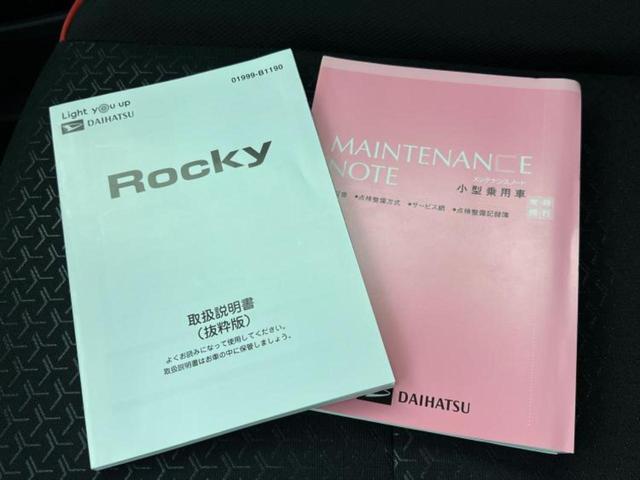 01999-B1190
Light you up
DAIHATSU
Rocky
取扱説明書
(抜粋版)
よくお読みになって使用してください。
取扱説明書はお車の中に保管しましょう。
MAINTENANCE
NOTE
メンテナンスノート
小型乗用車
•点検整備方式 •サービス網 •点検整備記録簿
DAIHATSU